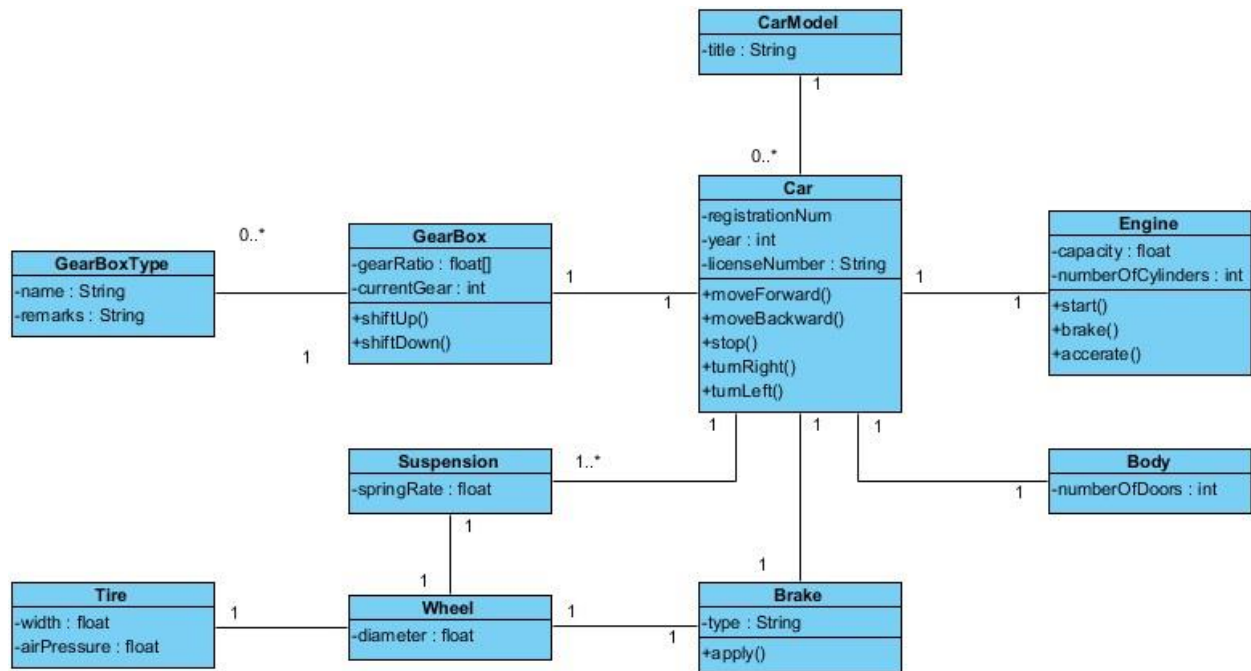 CarModel
-title : String
1
0..*
Car
-registrationNum
-year : int
-licenseNumber : String
+moveForward()
+moveBackward()
+stop()
+turnRight()
+turnLeft()
GearBoxType
-name : String
-remarks : String
0..*
1
GearBox
-gearRatio : float[]
-currentGear : int
+shiftUp()
+shiftDown()
1
1
1
1
Engine
-capacity : float
-numberOfCylinders : int
+start()
+brake()
+accerate()
1
1
1
Suspension
-springRate : float
1..*
Body
-numberOfDoors : int
1
1
1
1
Tire
-width : float
-airPressure : float
1
Wheel
-diameter : float
1
1
Brake
-type : String
+apply()